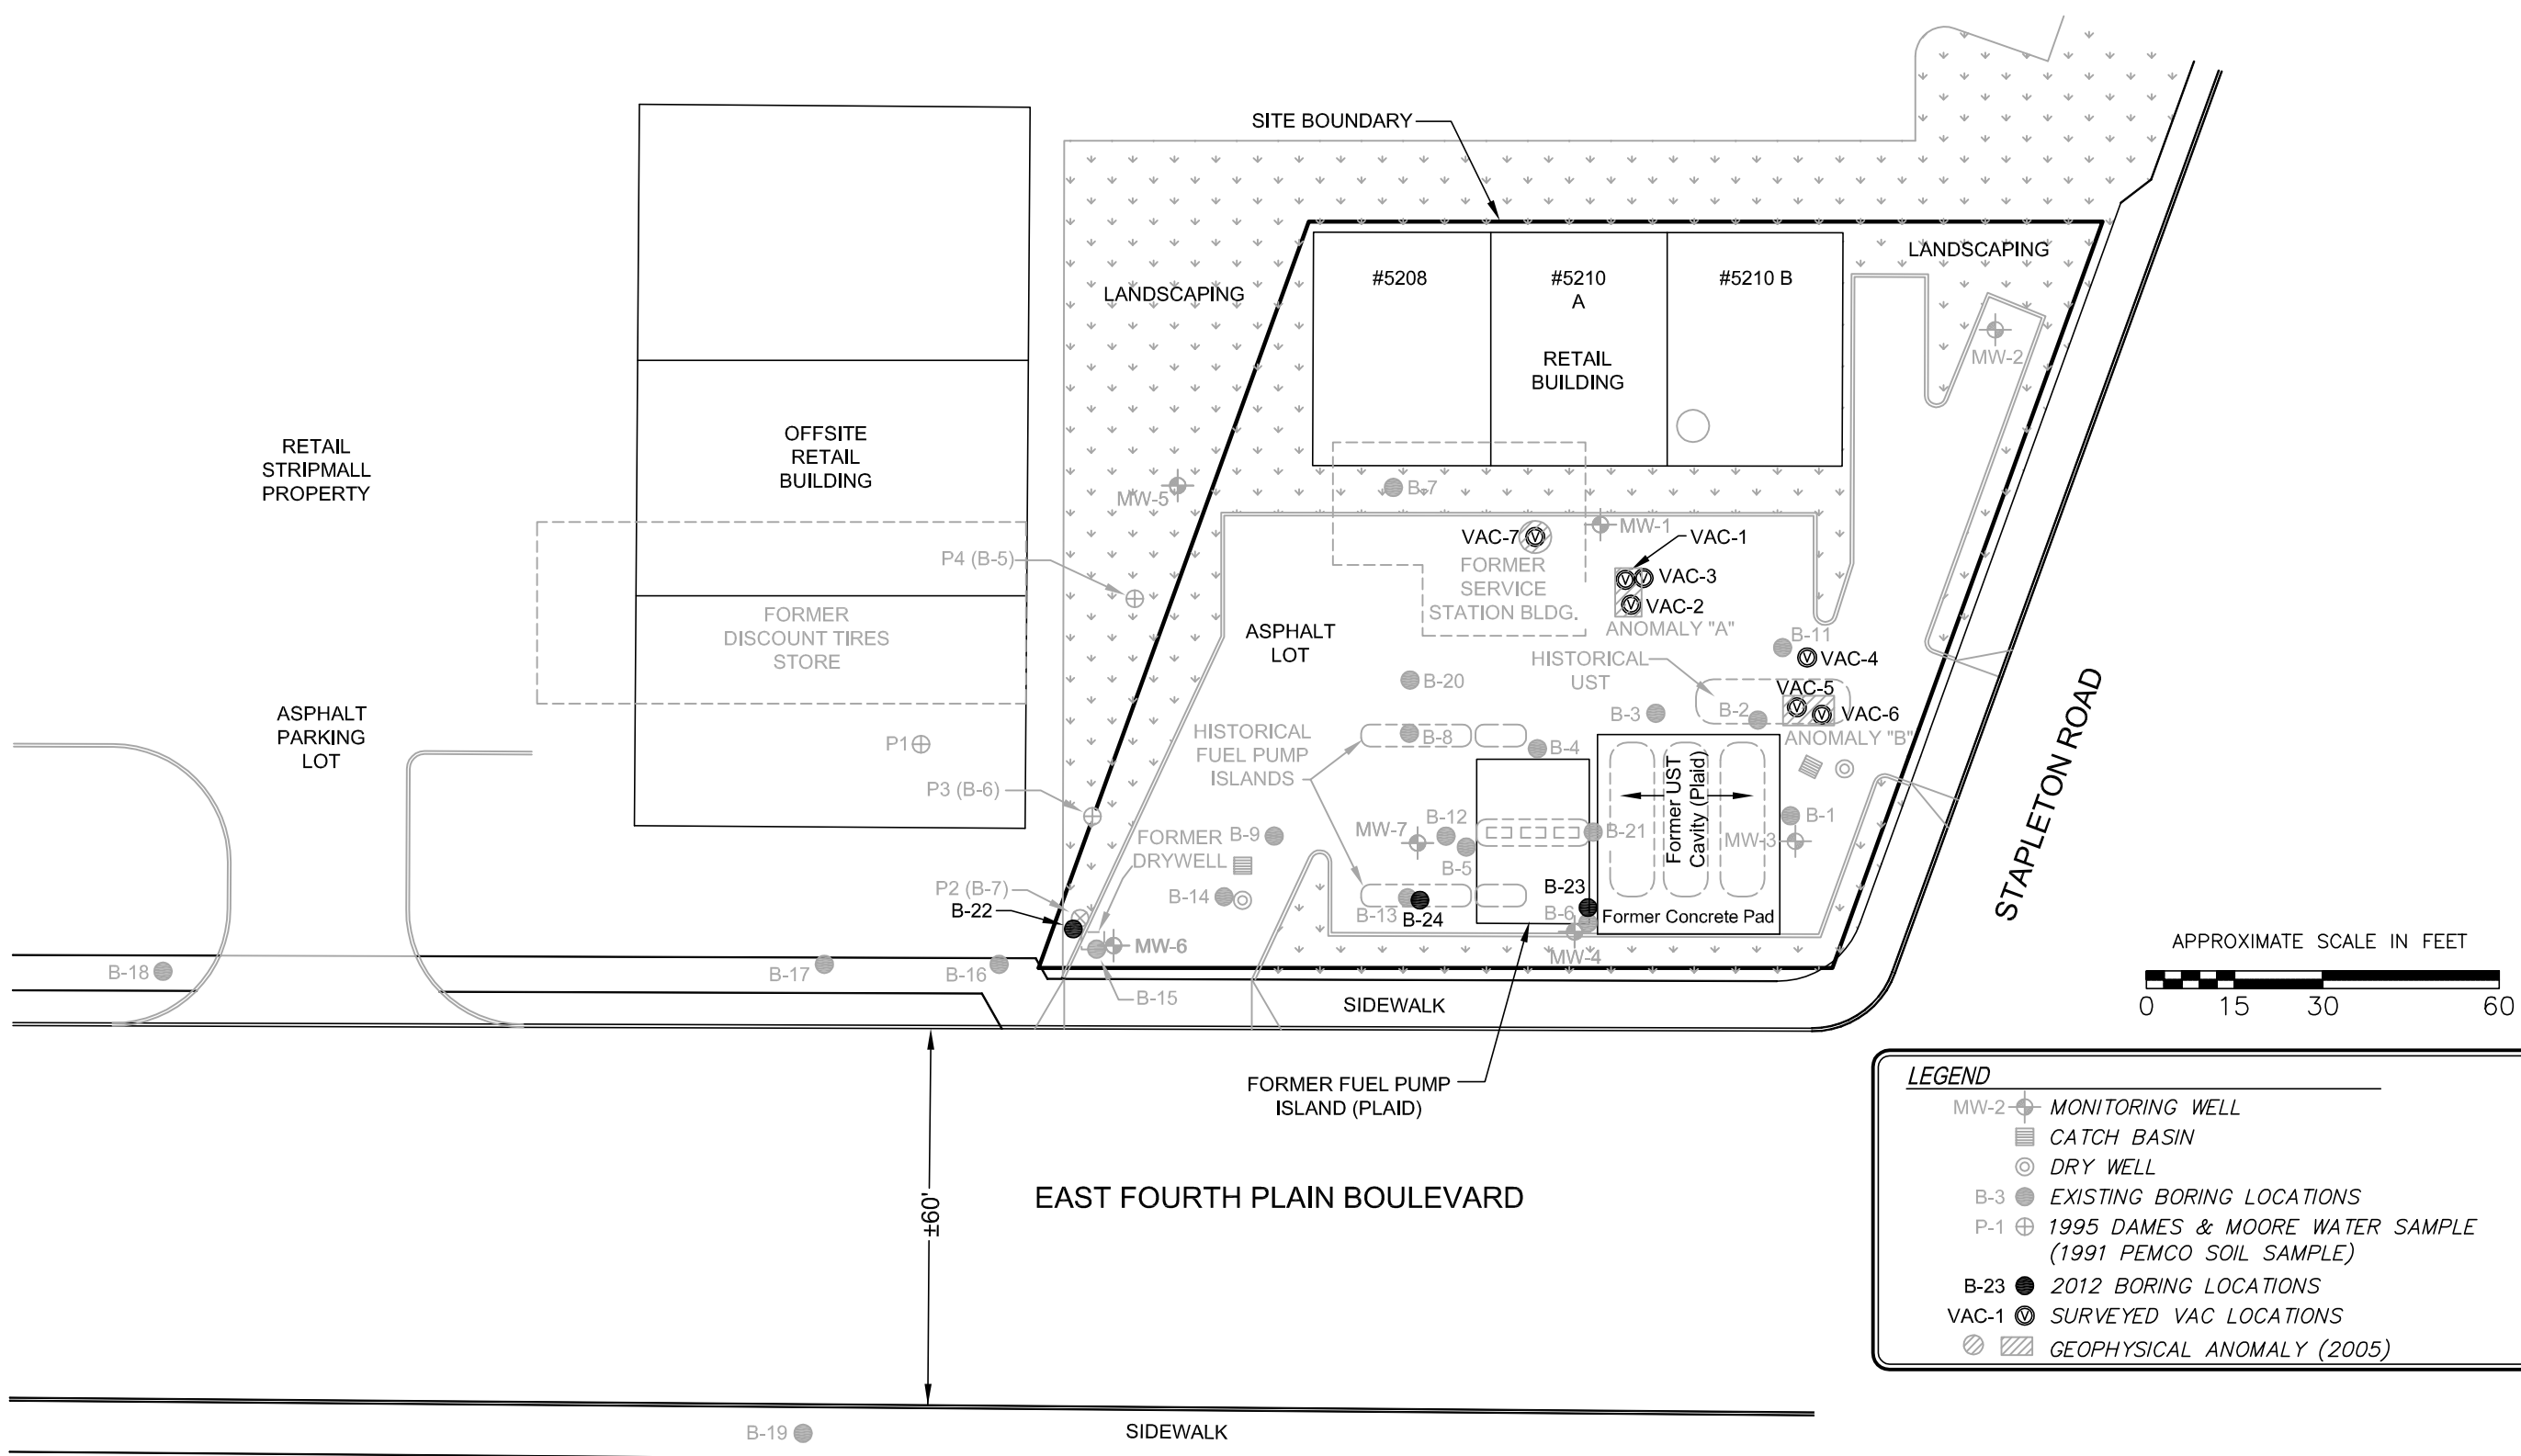 SITE BOUNDARY
LANDSCAPING
#5208
#5210
A
#5210 B
RETAIL
BUILDING
LANDSCAPING
MW-2
RETAIL
STRIPMALL
PROPERTY
OFFSITE
RETAIL
BUILDING
MW-5
B-7
MW-1
VAC-7
VAC-1
P4 (B-5)
FORMER
SERVICE
STATION BLDG.
VAC-3
VAC-2
ANOMALY "A"
FORMER
DISCOUNT TIRES
STORE
ASPHALT
LOT
B-11
VAC-4
HISTORICAL
UST
B-20
VAC-5
VAC-6
ANOMALY "B"
B-3
B-2
ASPHALT
PARKING
LOT
P1
HISTORICAL
FUEL PUMP
ISLANDS
B-8
B-4
Former UST
Cavity (Plaid)
P3 (B-6)
FORMER
DRYWELL
B-9
MW-7
B-12
B-5
B-21
MW-3
B-1
P2 (B-7)
B-22
B-14
B-13
B-24
B-23
B-6
Former Concrete Pad
MW-6
MW-4
B-18
B-17
B-16
B-15
SIDEWALK
STAPLETON ROAD
APPROXIMATE SCALE IN FEET
0 15 30 60
FORMER FUEL PUMP
ISLAND (PLAID)
±60'
EAST FOURTH PLAIN BOULEVARD
B-19
SIDEWALK
LEGEND
MW-2 MONITORING WELL
CATCH BASIN
DRY WELL
B-3 EXISTING BORING LOCATIONS
P-1 1995 DAMES & MOORE WATER SAMPLE
(1991 PEMCO SOIL SAMPLE)
B-23 2012 BORING LOCATIONS
VAC-1 V SURVEYED VAC LOCATIONS
GEOPHYSICAL ANOMALY (2005)